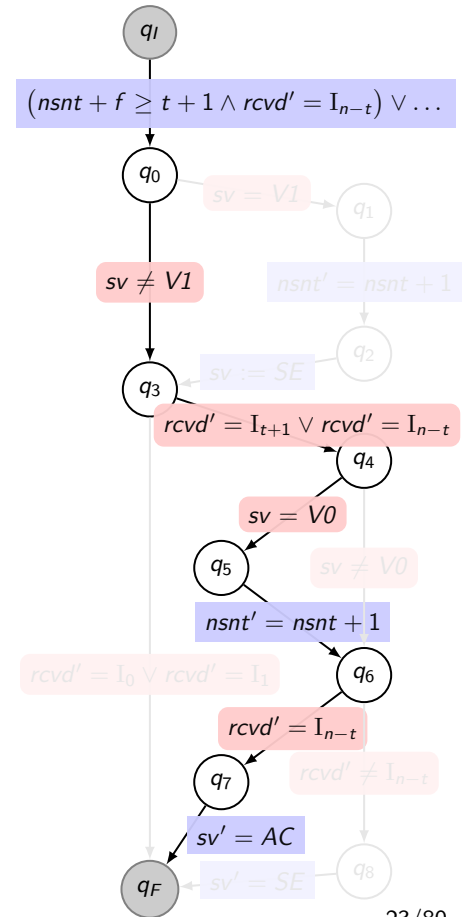 q_I
(nsnt + f ≥ t + 1 ∧ rcvd′ = I_{n−t}) ∨ …
q_0
sv = V1
q_1
sv ≠ V1
nsnt′ = nsnt + 1
q_2
sv := SE
q_3
rcvd′ = I_{t+1} ∨ rcvd′ = I_{n−t}
q_4
sv = V0
q_5
sv ≠ V0
nsnt′ = nsnt + 1
q_6
rcvd′ = I_0 ∨ rcvd′ = I_1
rcvd′ = I_{n−t}
rcvd′ ≠ I_{n−t}
q_7
sv′ = AC
q_8
sv′ = SE
q_F
23/80